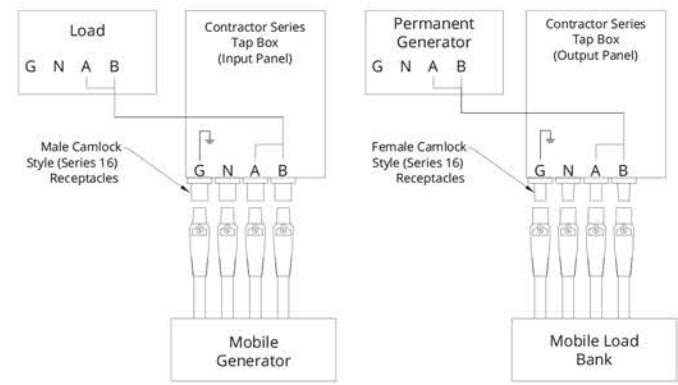 Load
G N A B
Contractor Series
Tap Box
(Input Panel)
Male Camlock
Style (Series 16)
Receptacles
G N A B
Mobile
Generator
Permanent
Generator
G N A B
Contractor Series
Tap Box
(Output Panel)
Female Camlock
Style (Series 16)
Receptacles
G N A B
Mobile Load
Bank